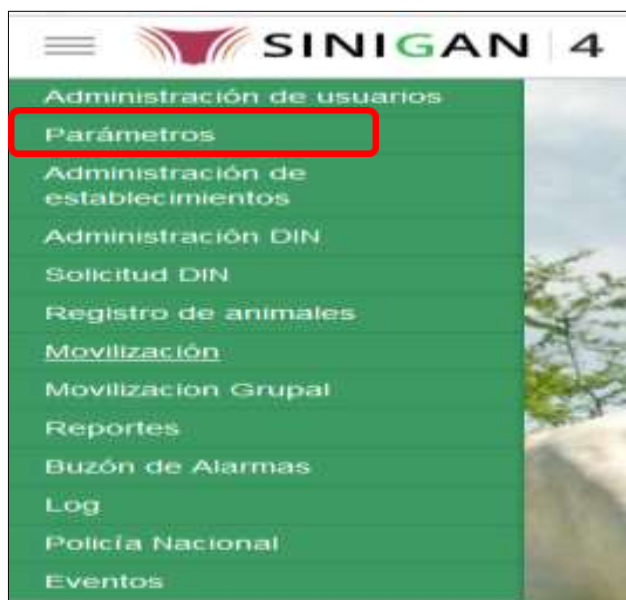 SINIGAN 4
Administración de usuarios
Parámetros
Administración de
establecimientos
Administración DIN
Solicitud DIN
Registro de animales
Movilización
Movilizacion Grupal
Reportes
Buzón de Alarmas
Log
Policía Nacional
Eventos